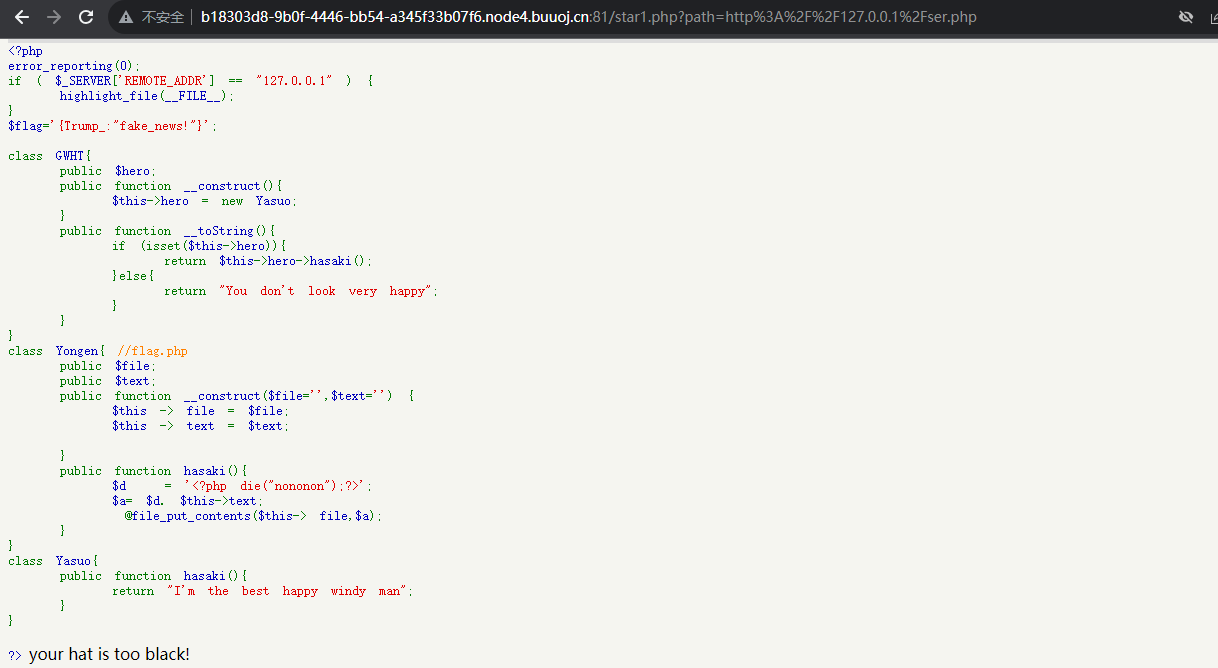 不安全 b18303d8-9b0f-4446-bb54-a345f33b07f6.node4.buuoj.cn:81/star1.php?path=http%3A%2F%2F127.0.0.1%2Fser.php
<?php
error_reporting(0);
if ( $_SERVER['REMOTE_ADDR'] == "127.0.0.1" ) {
highlight_file(__FILE__);
}
$flag='{Trump_:"fake_news!"}';
class GWHT{
public $hero;
public function __construct(){
$this->hero = new Yasuo;
}
public function __toString(){
if (isset($this->hero)){
return $this->hero->hasaki();
}else{
return "You don't look very happy";
}
}
}
class Yongen{ //flag.php
public $file;
public $text;
public function __construct($file='',$text='') {
$this -> file = $file;
$this -> text = $text;
}
public function hasaki(){
$d = '<?php die("nononon");?>';
$a= $d. $this->text;
@file_put_contents($this-> file,$a);
}
}
class Yasuo{
public function hasaki(){
return "I'm the best happy windy man";
}
}
?> your hat is too black!